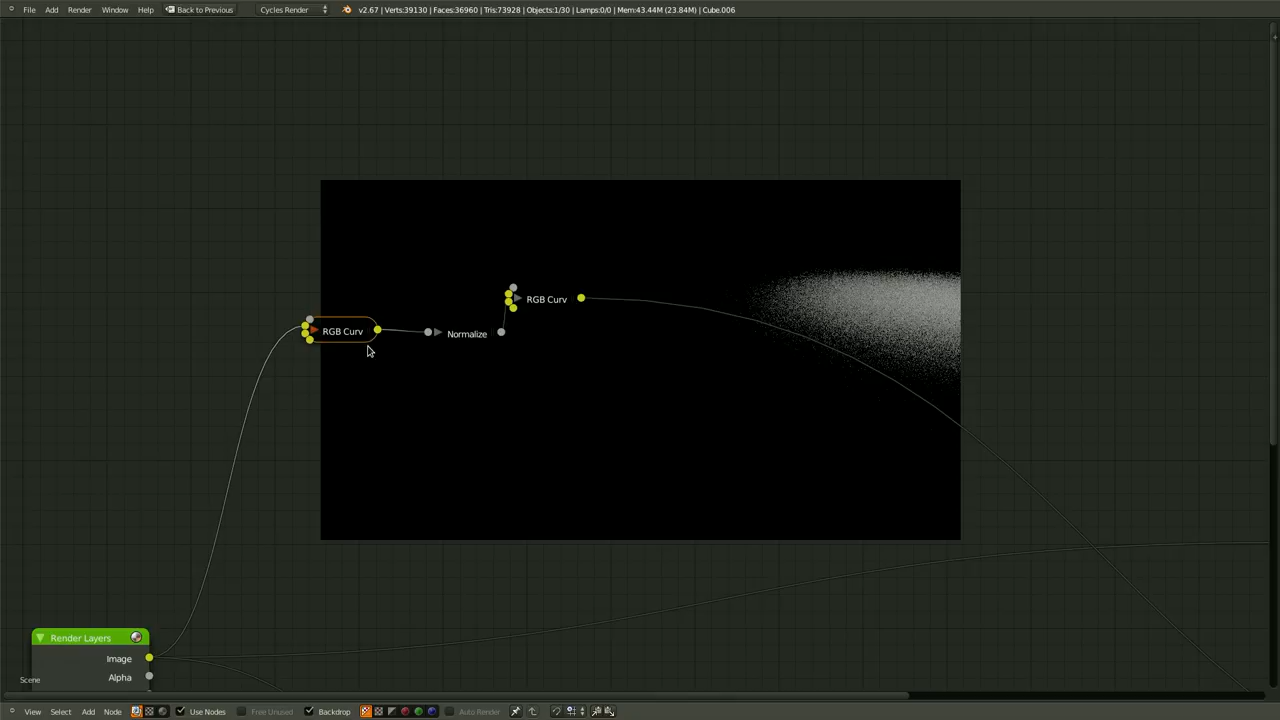 File Add Render Window Help Back to Previous Cycles Render v2.67 | Verts:39130 | Faces:36960 | Tris:73928 | Objects:1/30 | Lamps:0/0 | Mem:43.44M (23.84M) | Cube.006
RGB Curv
RGB Curv
Normalize
Render Layers
Image
Alpha
Scene
View Select Add Node Use Nodes Free Unused Backdrop Auto Render